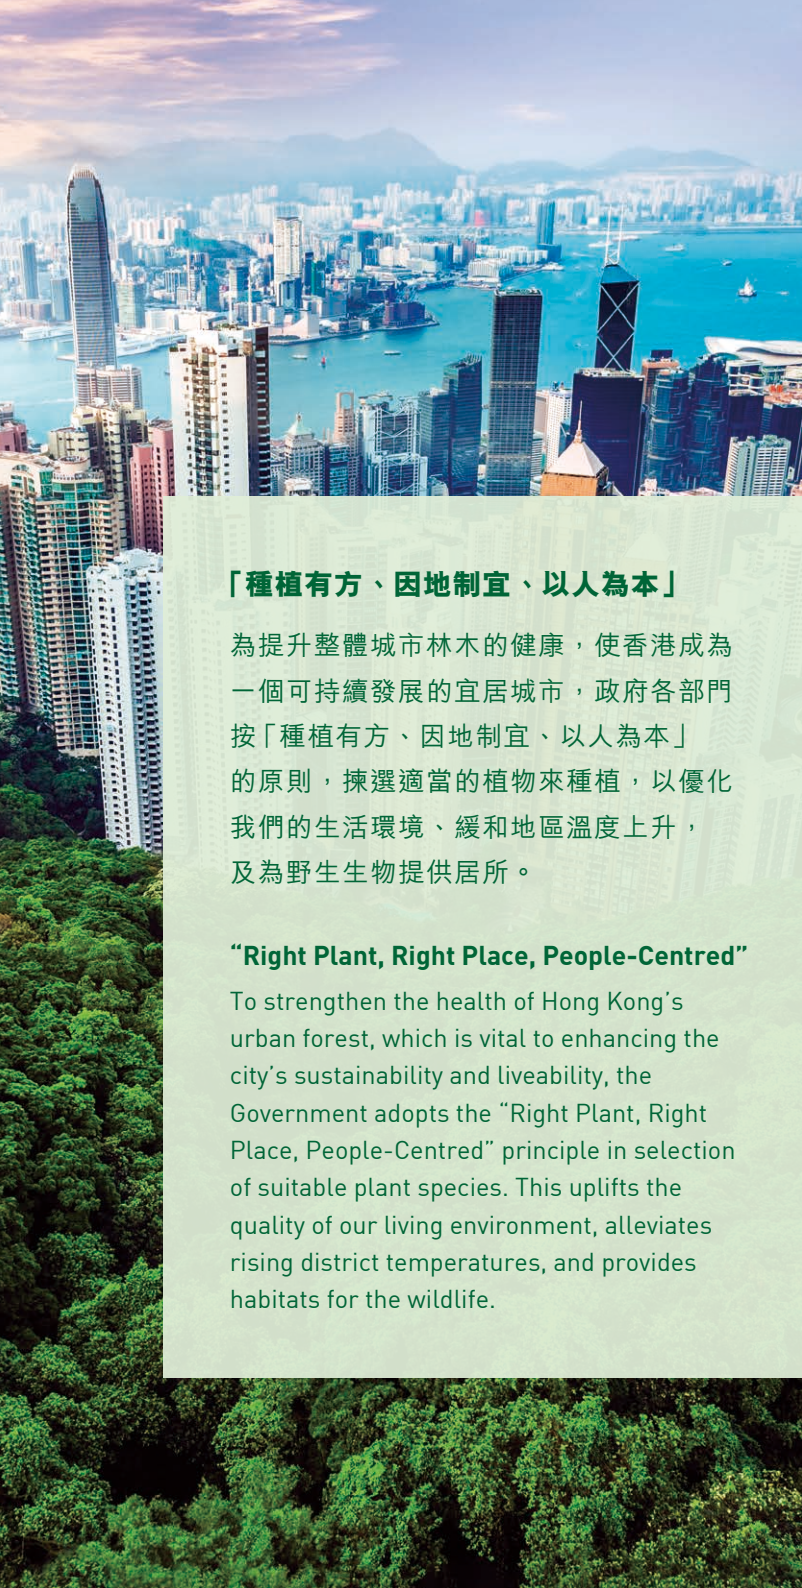 「種植有方、因地制宜、以人為本」
為提升整體城市林木的健康，使香港成為
一個可持續發展的宜居城市，政府各部門
按「種植有方、因地制宜、以人為本」
的原則，揀選適當的植物來種植，以優化
我們的生活環境、緩和地區溫度上升，
及為野生生物提供居所。
“Right Plant, Right Place, People-Centred”
To strengthen the health of Hong Kong’s
urban forest, which is vital to enhancing the
city’s sustainability and liveability, the
Government adopts the “Right Plant, Right
Place, People-Centred” principle in selection
of suitable plant species. This uplifts the
quality of our living environment, alleviates
rising district temperatures, and provides
habitats for the wildlife.